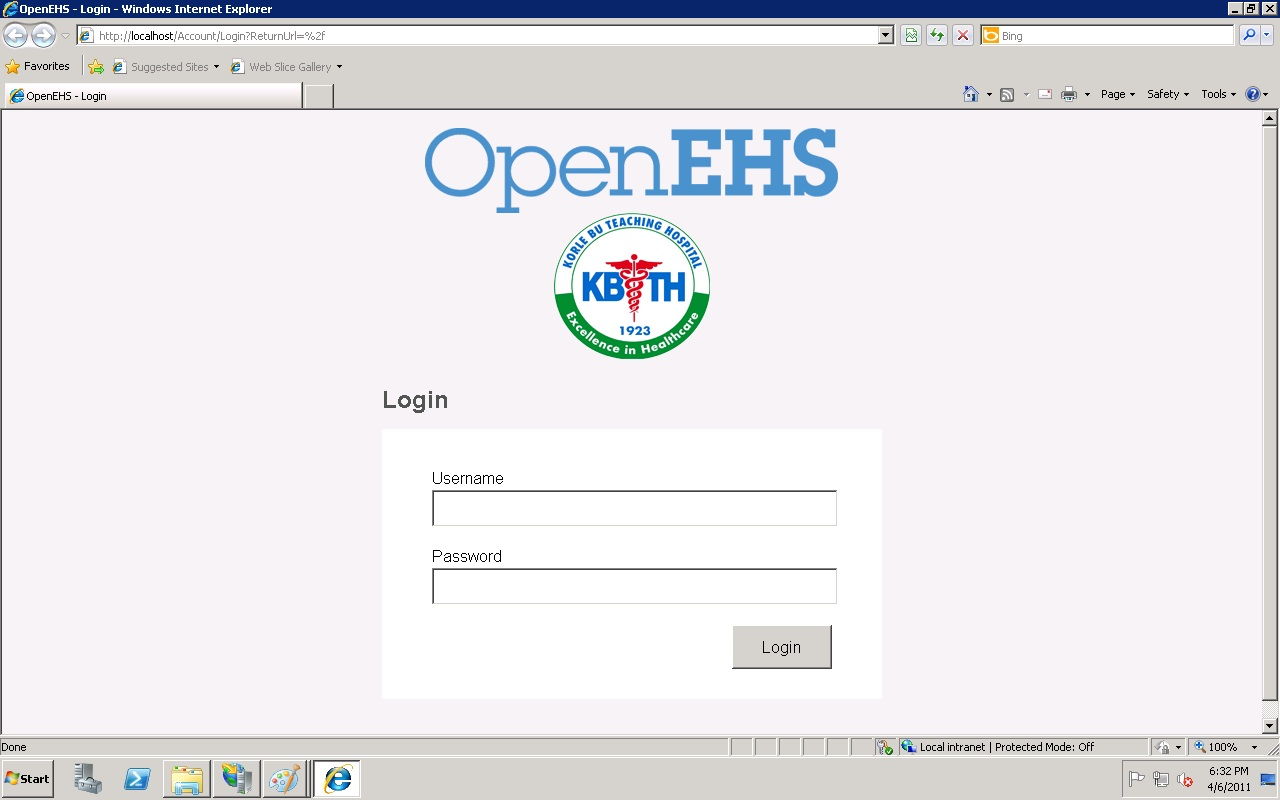 OpenEHS - Login - Windows Internet Explorer
http://localhost/Account/Login?ReturnUrl=%2f
Bing
Favorites
Suggested Sites
Web Slice Gallery
OpenEHS - Login
Page
Safety
Tools
OpenEHS
KORLE BU TEACHING HOSPITAL
KBTH
1923
Excellence in Healthcare
Login
Username
Password
Login
Done
Local intranet | Protected Mode: Off
100%
Start
6:32 PM
4/6/2011